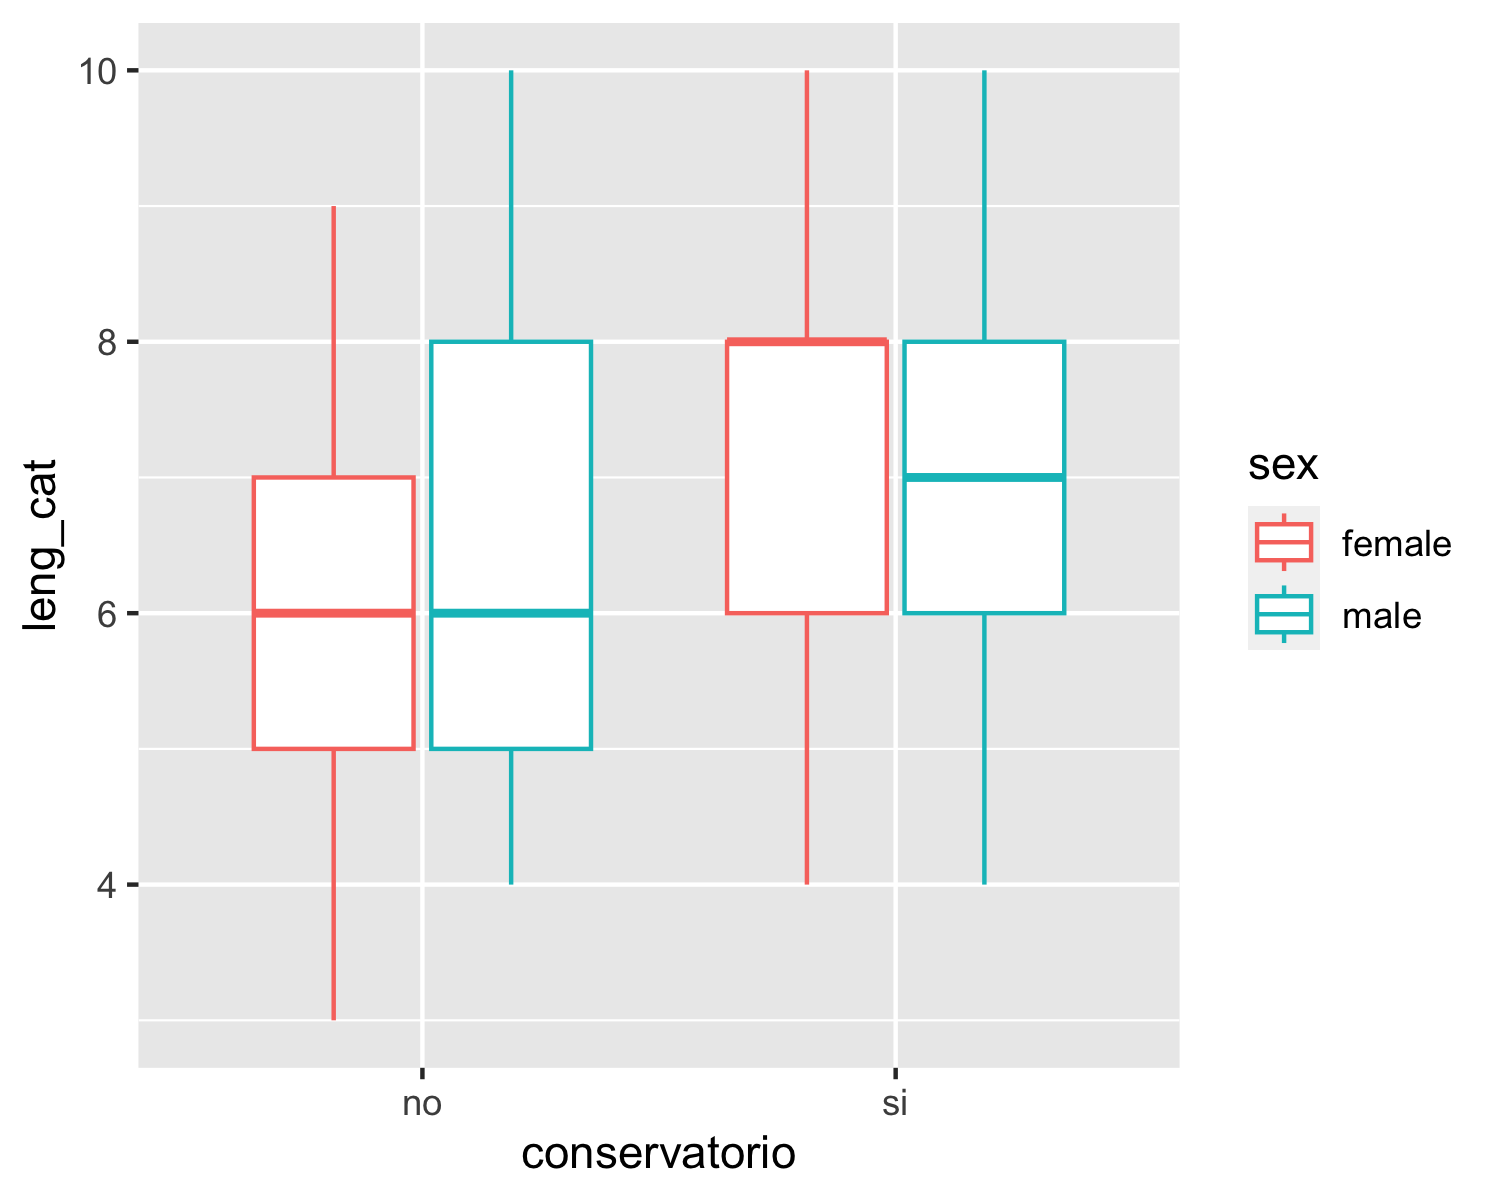 10
8
6
4
leng_cat
no si
conservatorio
sex
female
male